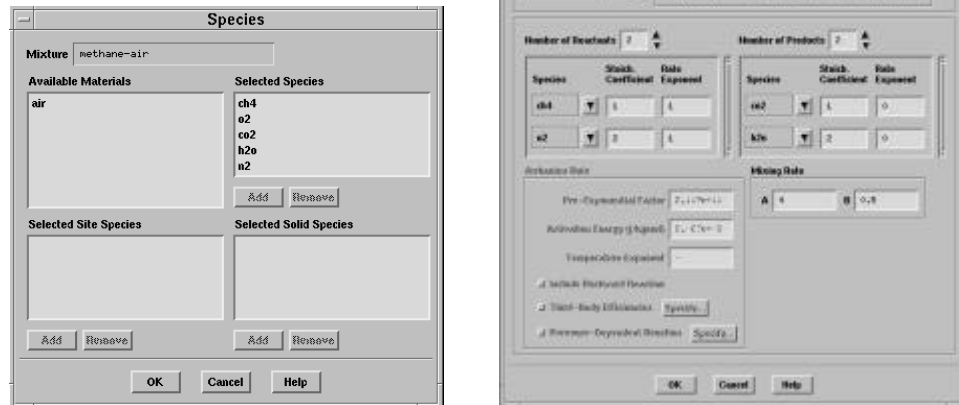 Species
Mixture methane-air
Available Materials
Selected Species
air
ch4
o2
co2
h2o
n2
Add Remove
Selected Site Species
Selected Solid Species
Add Remove
Add Remove
OK Cancel Help
Number of Reactants 2
Number of Products 2
Species Stoich. Coefficient Rate Exponent
Species Stoich. Coefficient Rate Exponent
ch4 1 1
co2 1 0
o2 2 1
h2o 2 0
Arrhenius Rate
Mixing Rate
Pre-Exponential Factor
A 4 B 0.5
Activation Energy
Temperature Exponent
Include Backward Reaction
Third-Body Efficiencies Specify...
Pressure-Dependent Reaction Specify...
OK Cancel Help